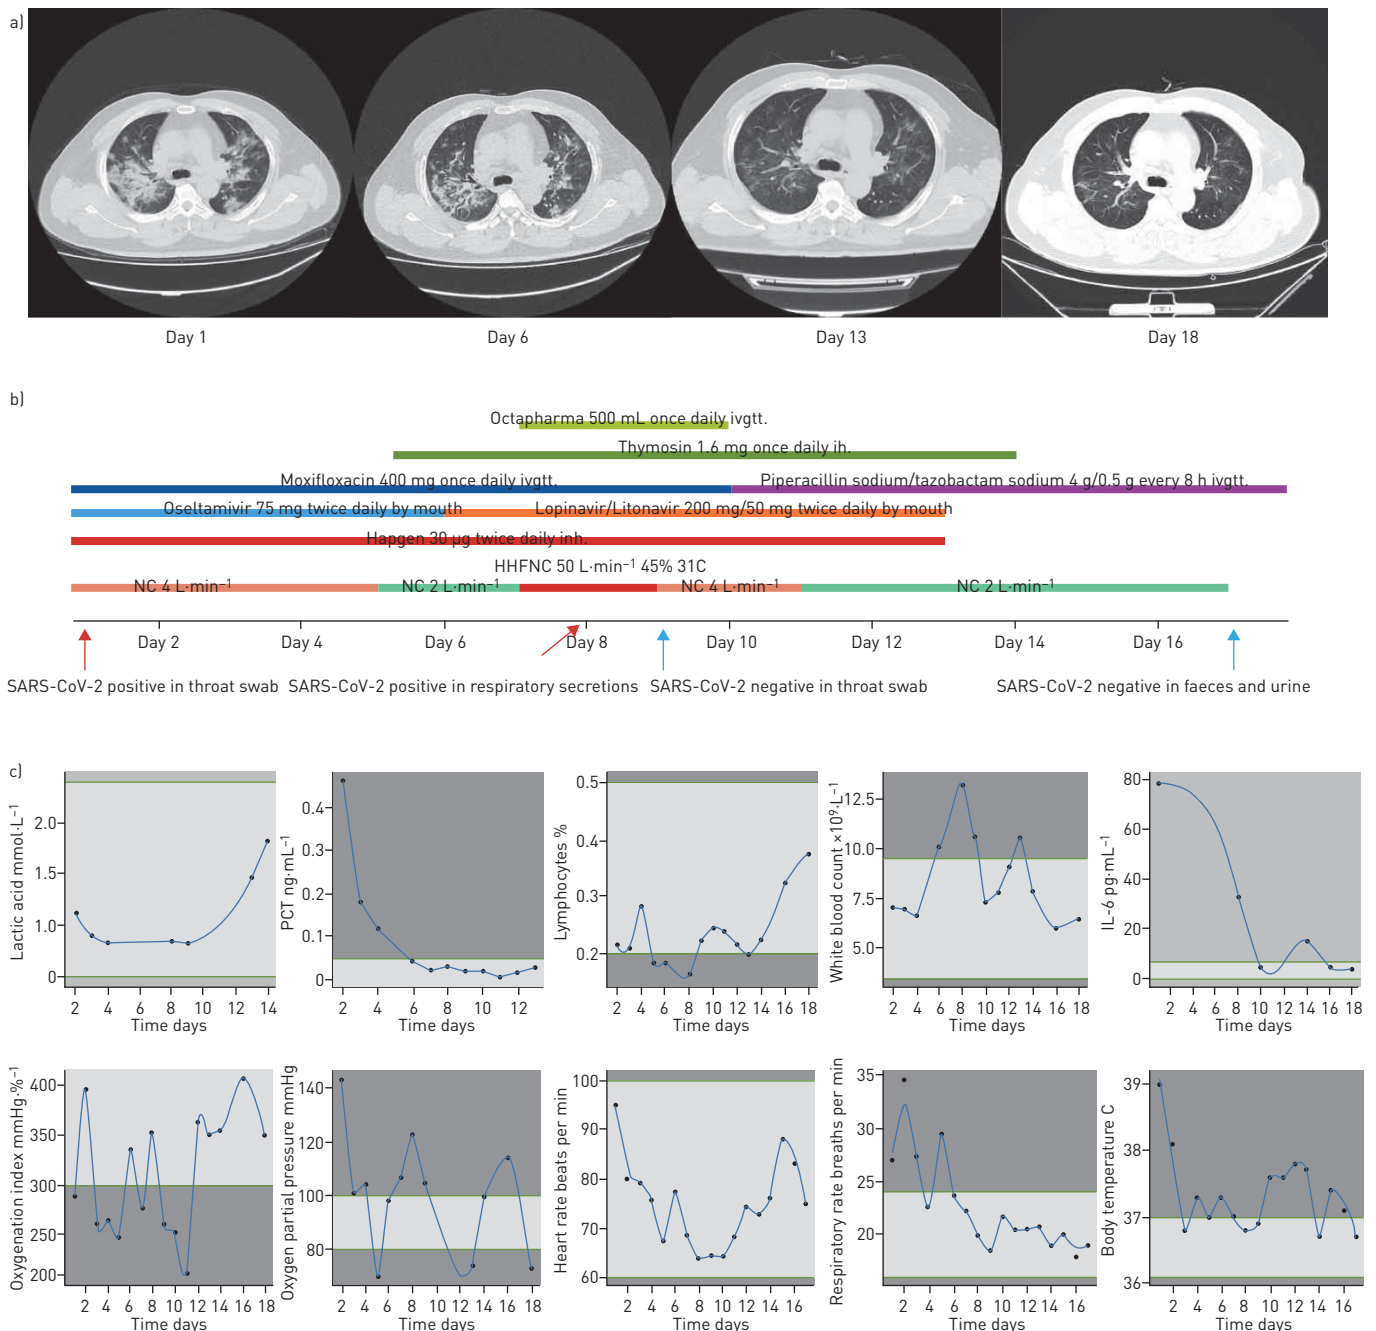 a)
Day 1 Day 6 Day 13 Day 18
b)
Octapharma 500 mL once daily ivgtt.
Thymosin 1.6 mg once daily ih.
Moxifloxacin 400 mg once daily ivgtt. Piperacillin sodium/tazobactam sodium 4 g/0.5 g every 8 h ivgtt.
Oseltamivir 75 mg twice daily by mouth Lopinavir/Litonavir 200 mg/50 mg twice daily by mouth
Hapgen 30 µg twice daily inh.
HHFNC 50 L·min⁻¹ 45% 31C
NC 4 L·min⁻¹ NC 2 L·min⁻¹ NC 4 L·min⁻¹ NC 2 L·min⁻¹
Day 2 Day 4 Day 6 Day 8 Day 10 Day 12 Day 14 Day 16
SARS-CoV-2 positive in throat swab SARS-CoV-2 positive in respiratory secretions SARS-CoV-2 negative in throat swab SARS-CoV-2 negative in faeces and urine
c)
Lactic acid mmol·L⁻¹
2.0
1.5
1.0
0
2 4 6 8 10 12 14
Time days
PCT ng·mL⁻¹
0.4
0.3
0.2
0.1
0
2 4 6 8 10 12
Time days
Lymphocytes %
0.5
0.4
0.3
0.2
2 4 6 8 10 12 14 16 18
Time days
White blood count ×10⁹·L⁻¹
12.5
10.0
7.5
5.0
2 4 6 8 10 12 14 16 18
Time days
IL-6 pg·mL⁻¹
80
60
40
20
0
2 4 6 8 10 12 14 16 18
Time days
Oxygenation index mmHg·%⁻¹
400
350
300
250
200
2 4 6 8 10 12 14 16 18
Time days
Oxygen partial pressure mmHg
140
120
100
80
2 4 6 8 10 12 14 16 18
Time days
Heart rate beats per min
100
90
80
70
60
2 4 6 8 10 12 14 16
Time days
Respiratory rate breaths per min
35
30
25
20
2 4 6 8 10 12 14 16
Time days
Body temperature C
39
38
37
36
2 4 6 8 10 12 14 16
Time days